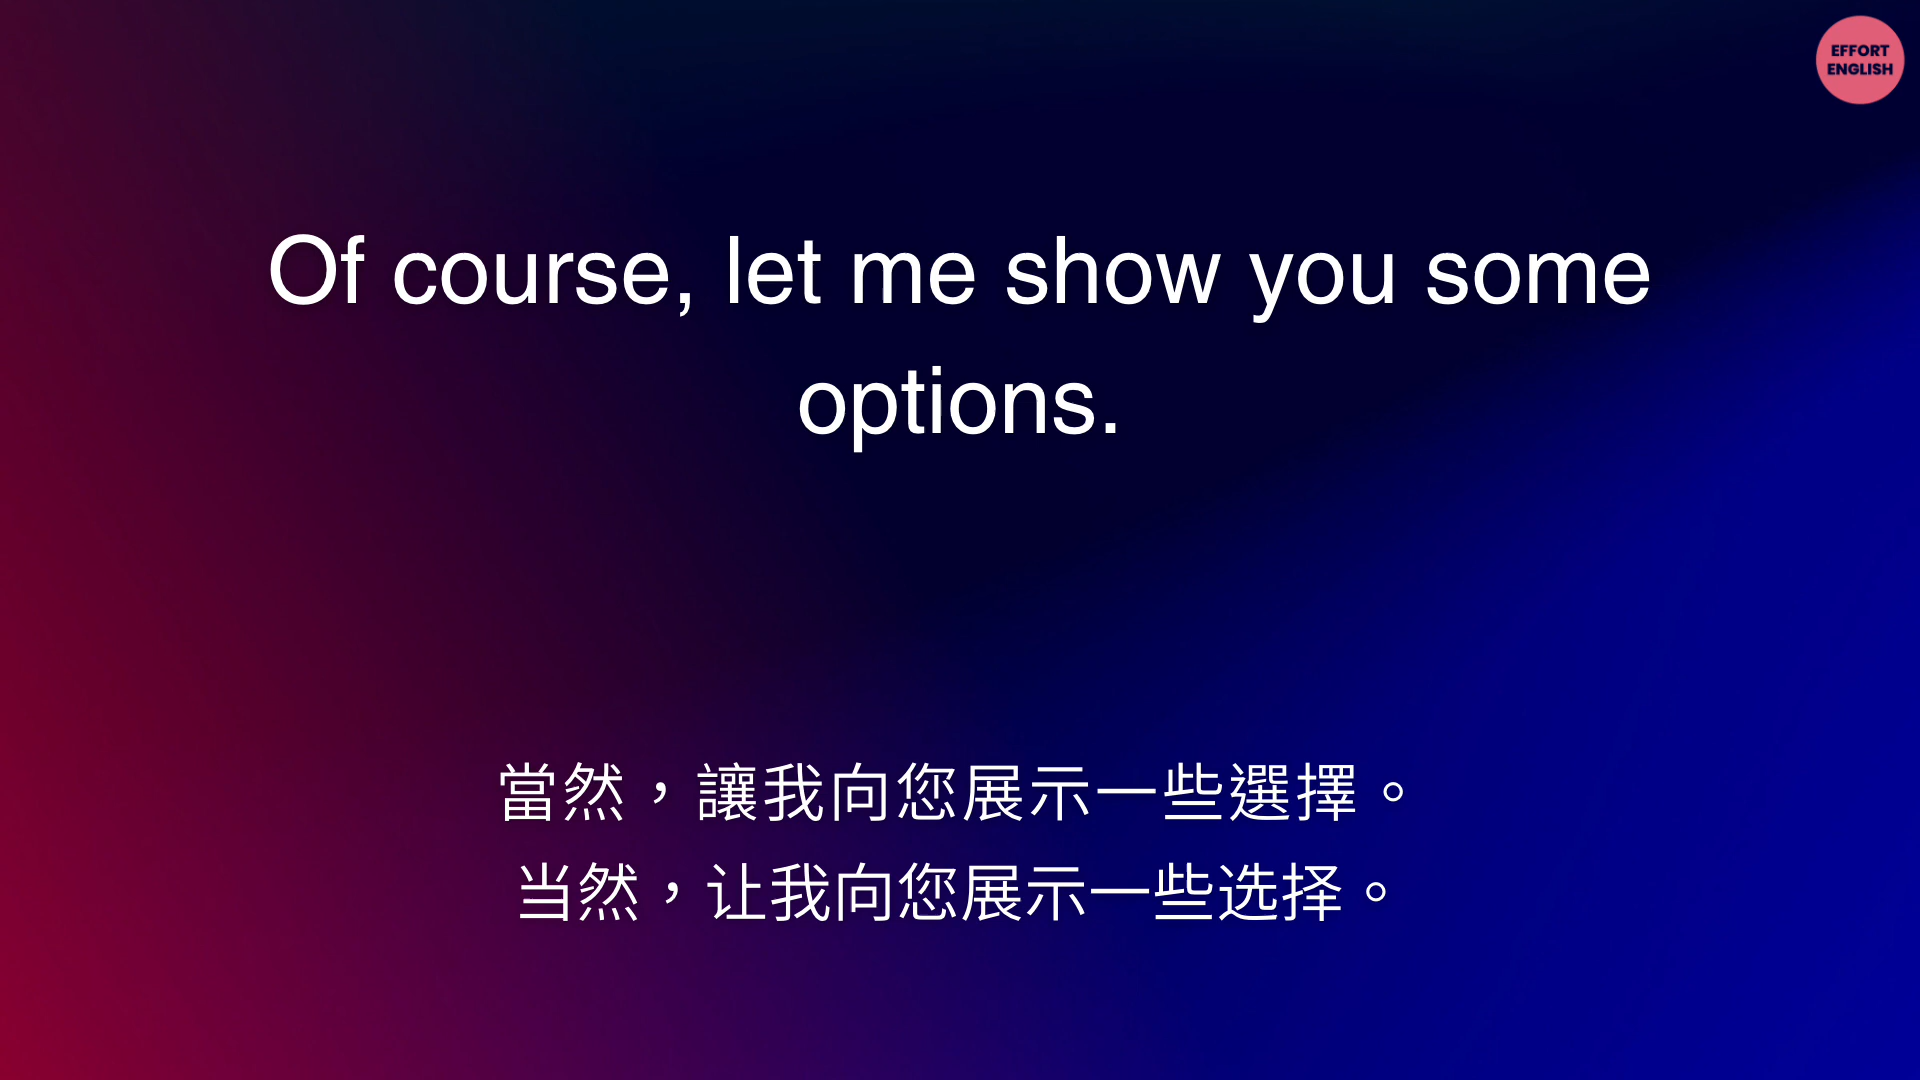 EFFORT
ENGLISH
Of course, let me show you some
options.
當然，讓我向您展示一些選擇。
当然，让我向您展示一些选择。